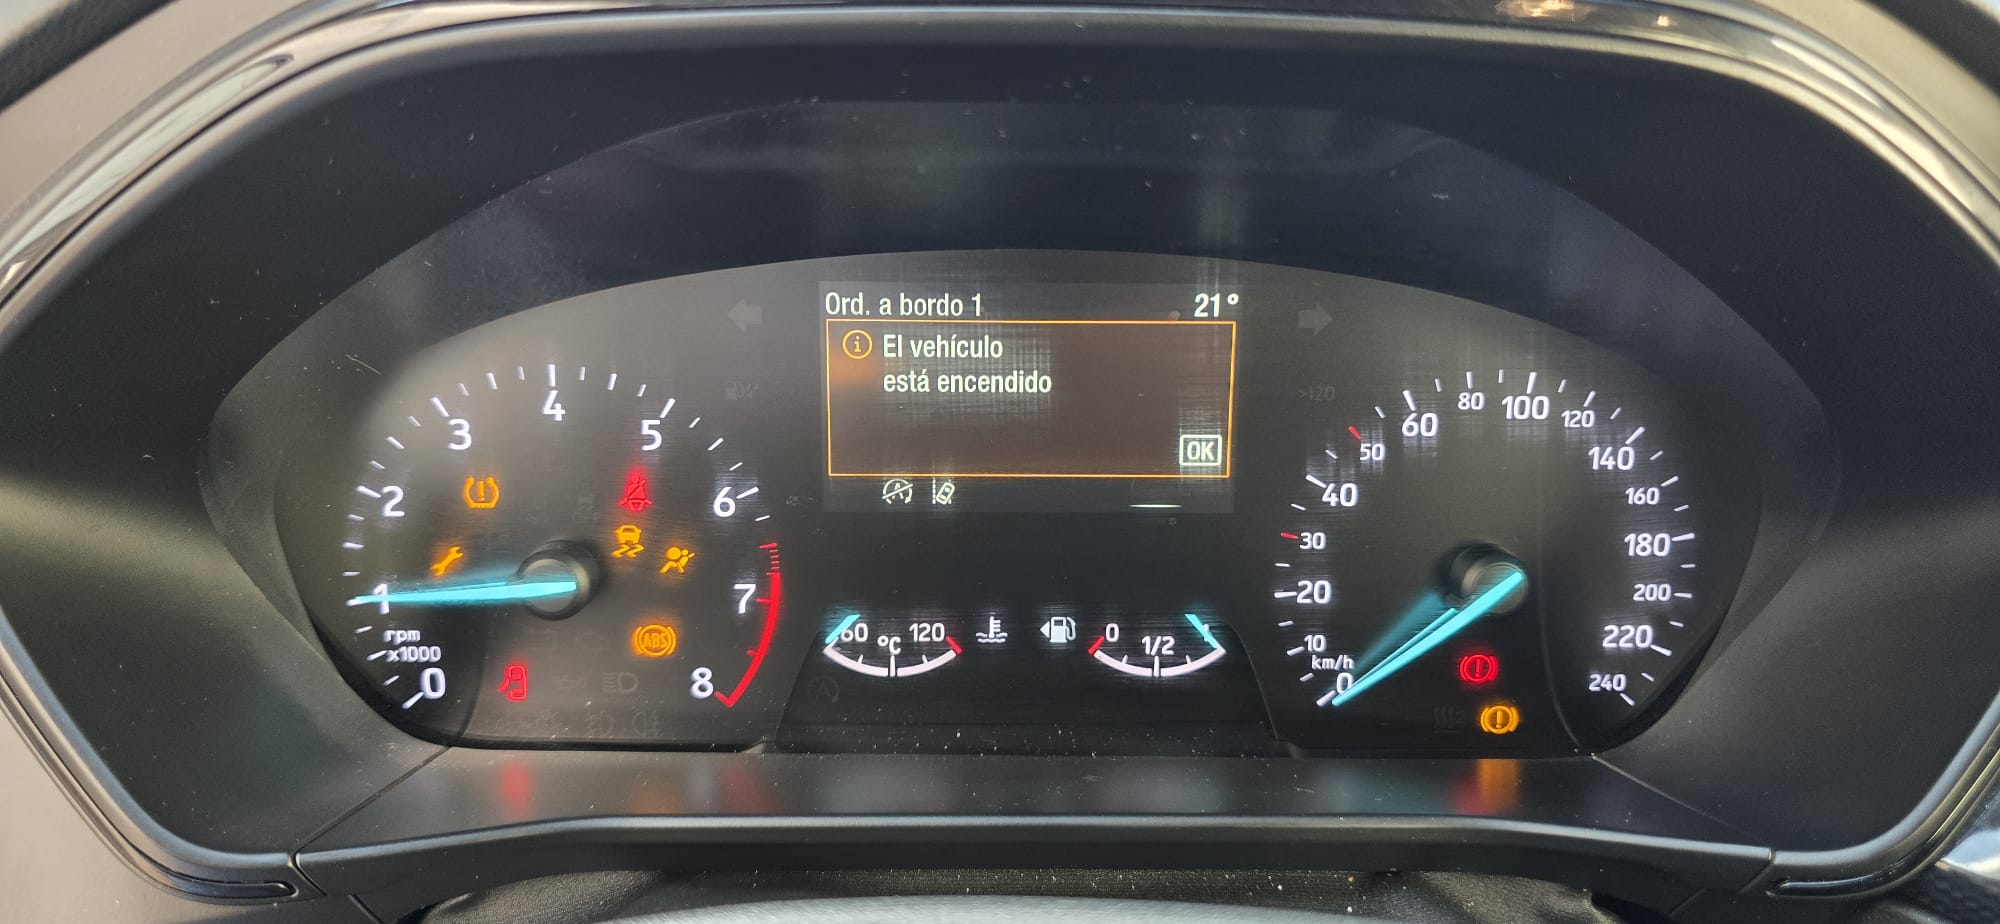 Ord. a bordo 1 21°
El vehículo
está encendido
OK
0 1 2 3 4 5 6 7 8
rpm
x1000
ABS
60 °C 120
0 1/2 1
>120
0 10 20 30 40 50 60 80 100 120 140 160 180 200 220 240
km/h